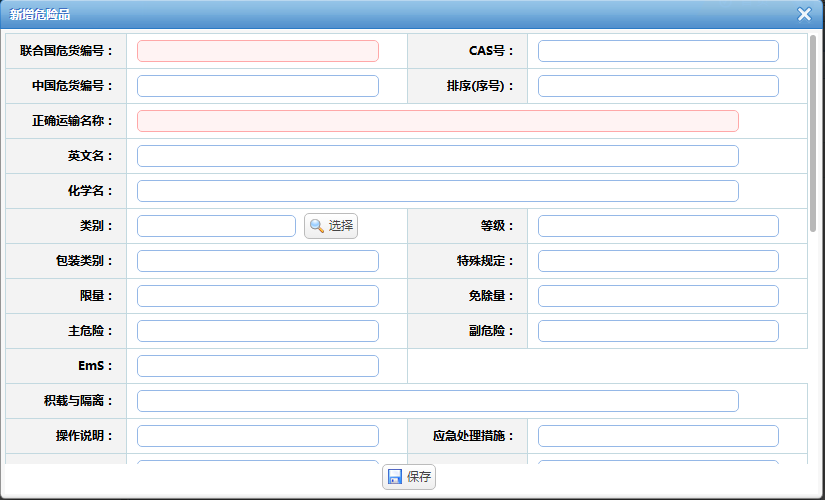 新增危险品
联合国危货编号： CAS号：
中国危货编号： 排序(序号)：
正确运输名称：
英文名：
化学名：
类别： 选择 等级：
包装类别： 特殊规定：
限量： 免除量：
主危险： 副危险：
EmS：
积载与隔离：
操作说明： 应急处理措施：
保存